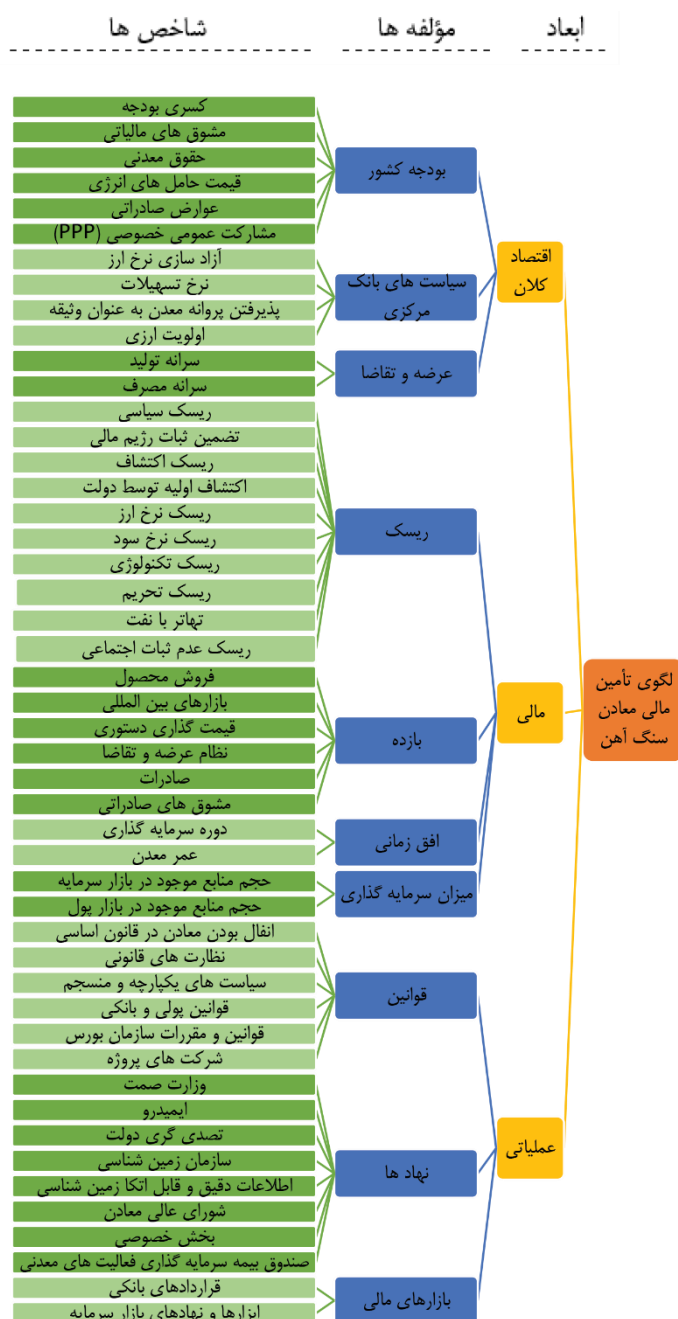 ابعاد
مؤلفه ها
شاخص ها
لگوی تأمین
مالی معادن
سنگ آهن
اقتصاد
کلان
بودجه کشور
کسری بودجه
مشوق های مالیاتی
حقوق معدنی
قیمت حامل های انرژی
عوارض صادراتی
مشارکت عمومی خصوصی (PPP)
سیاست های بانک
مرکزی
آزاد سازی نرخ ارز
نرخ تسهیلات
پذیرفتن پروانه معدن به عنوان وثیقه
اولویت ارزی
عرضه و تقاضا
سرانه تولید
سرانه مصرف
مالی
ریسک
ریسک سیاسی
تضمین ثبات رژیم مالی
ریسک اکتشاف
اکتشاف اولیه توسط دولت
ریسک نرخ ارز
ریسک نرخ سود
ریسک تکنولوژی
ریسک تحریم
تهاتر با نفت
ریسک عدم ثبات اجتماعی
بازده
فروش محصول
بازارهای بین المللی
قیمت گذاری دستوری
نظام عرضه و تقاضا
صادرات
مشوق های صادراتی
افق زمانی
دوره سرمایه گذاری
عمر معدن
میزان سرمایه گذاری
حجم منابع موجود در بازار سرمایه
حجم منابع موجود در بازار پول
عملیاتی
قوانین
انفال بودن معادن در قانون اساسی
نظارت های قانونی
سیاست های یکپارچه و منسجم
قوانین پولی و بانکی
قوانین و مقررات سازمان بورس
شرکت های پروژه
نهاد ها
وزارت صمت
ایمیدرو
تصدی گری دولت
سازمان زمین شناسی
اطلاعات دقیق و قابل اتکا زمین شناسی
شورای عالی معادن
بخش خصوصی
صندوق بیمه سرمایه گذاری فعالیت های معدنی
بازارهای مالی
قراردادهای بانکی
ابزارها و نهادهای بازار سرمایه